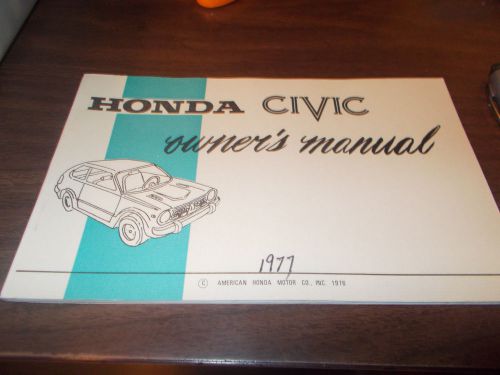 HONDA CIVIC
owner's manual
1977
© AMERICAN HONDA MOTOR CO., INC. 1976